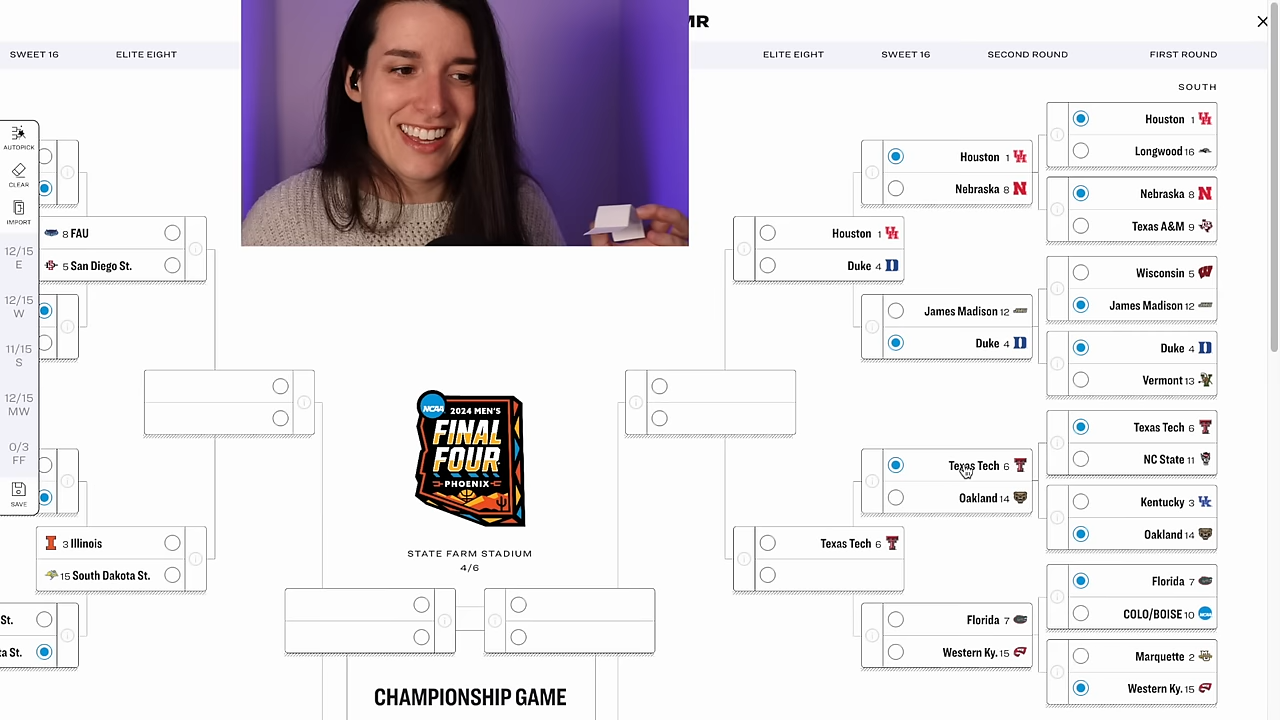 MR
SWEET 16
ELITE EIGHT
ELITE EIGHT
SWEET 16
SECOND ROUND
FIRST ROUND
SOUTH
AUTOPICK
CLEAR
IMPORT
12/15
E
12/15
W
11/15
S
12/15
MW
0/3
FF
SAVE
8 FAU
5 San Diego St.
3 Illinois
15 South Dakota St.
St.
ta St.
NCAA
2024 MEN'S
FINAL
FOUR
PHOENIX
STATE FARM STADIUM
4/6
CHAMPIONSHIP GAME
Houston 1
Duke 4
Texas Tech 6
Houston 1
Nebraska 8
James Madison 12
Duke 4
Texas Tech 6
Oakland 14
Florida 7
Western Ky. 15
Houston 1
Longwood 16
Nebraska 8
Texas A&M 9
Wisconsin 5
James Madison 12
Duke 4
Vermont 13
Texas Tech 6
NC State 11
Kentucky 3
Oakland 14
Florida 7
COLO/BOISE 10
Marquette 2
Western Ky. 15